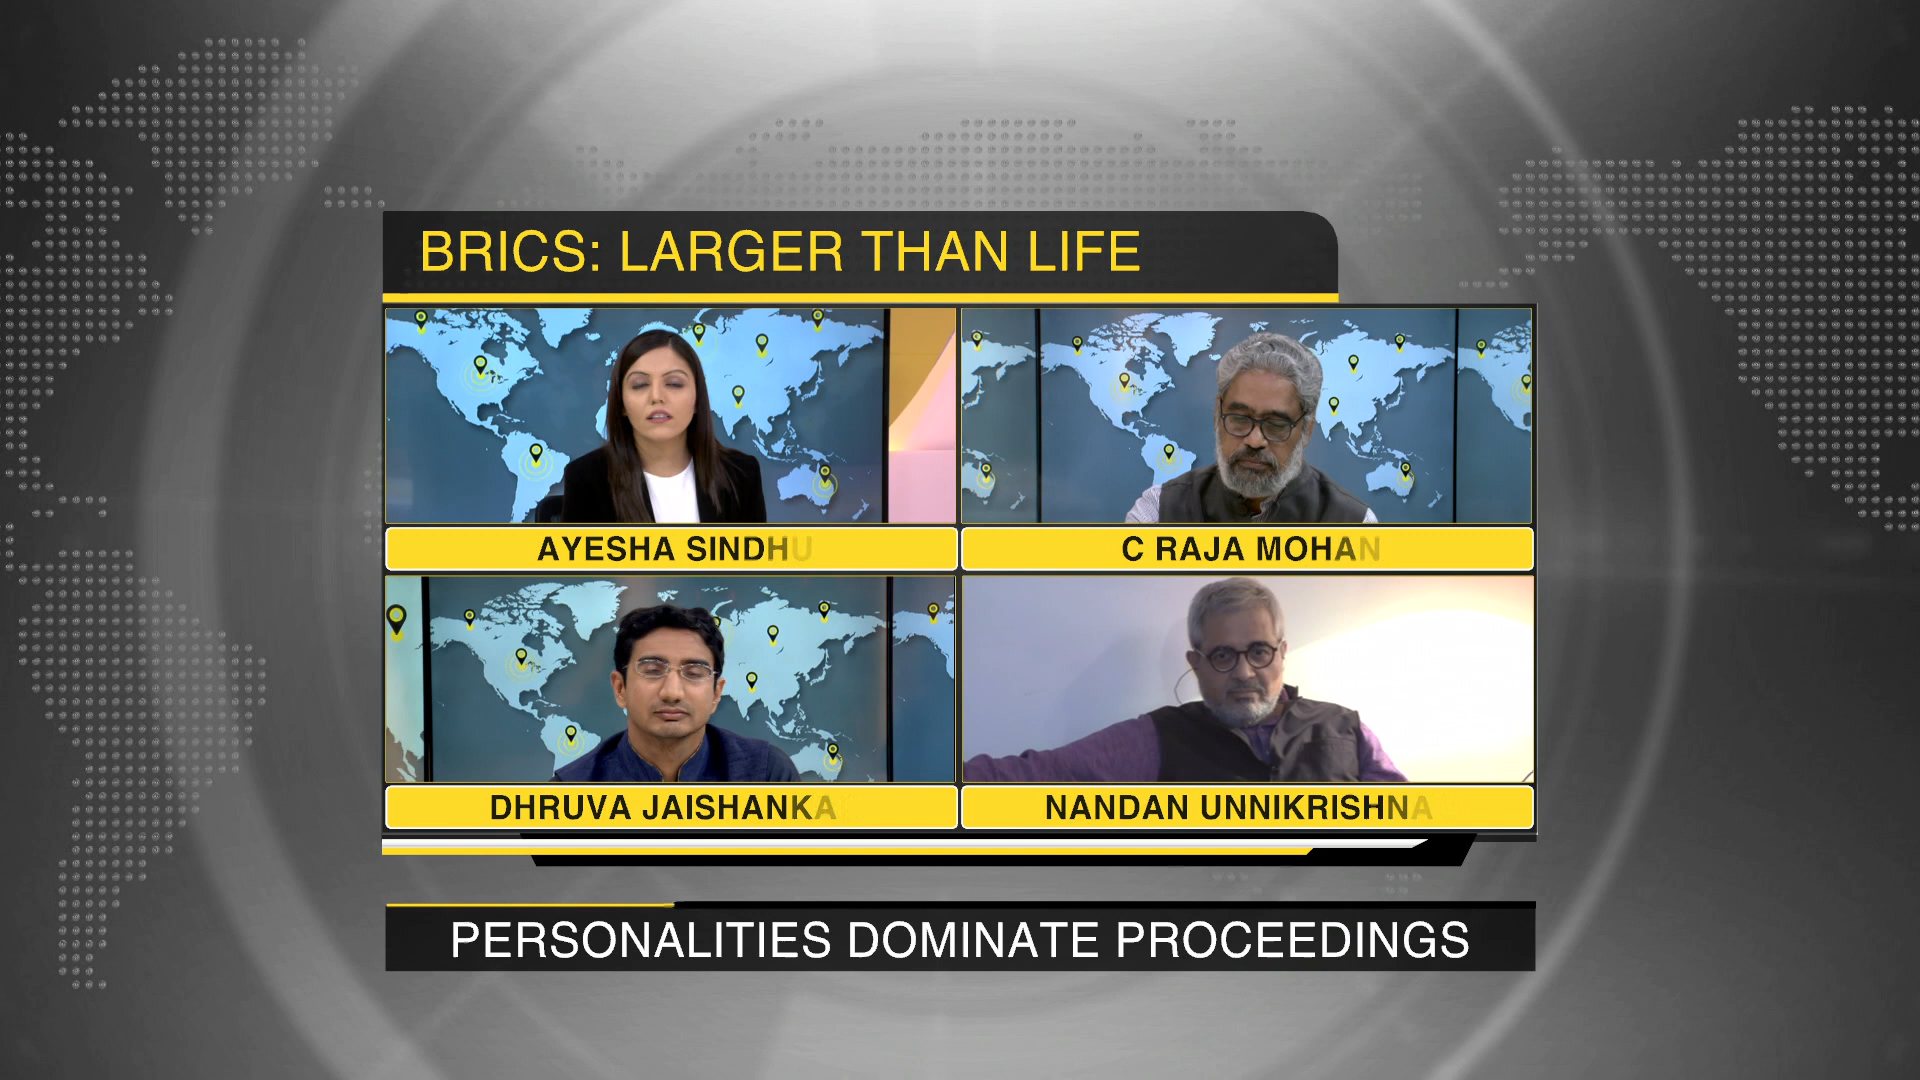 BRICS: LARGER THAN LIFE
AYESHA SINDHU
C RAJA MOHAN
DHRUVA JAISHANKA
NANDAN UNNIKRISHNA
PERSONALITIES DOMINATE PROCEEDINGS